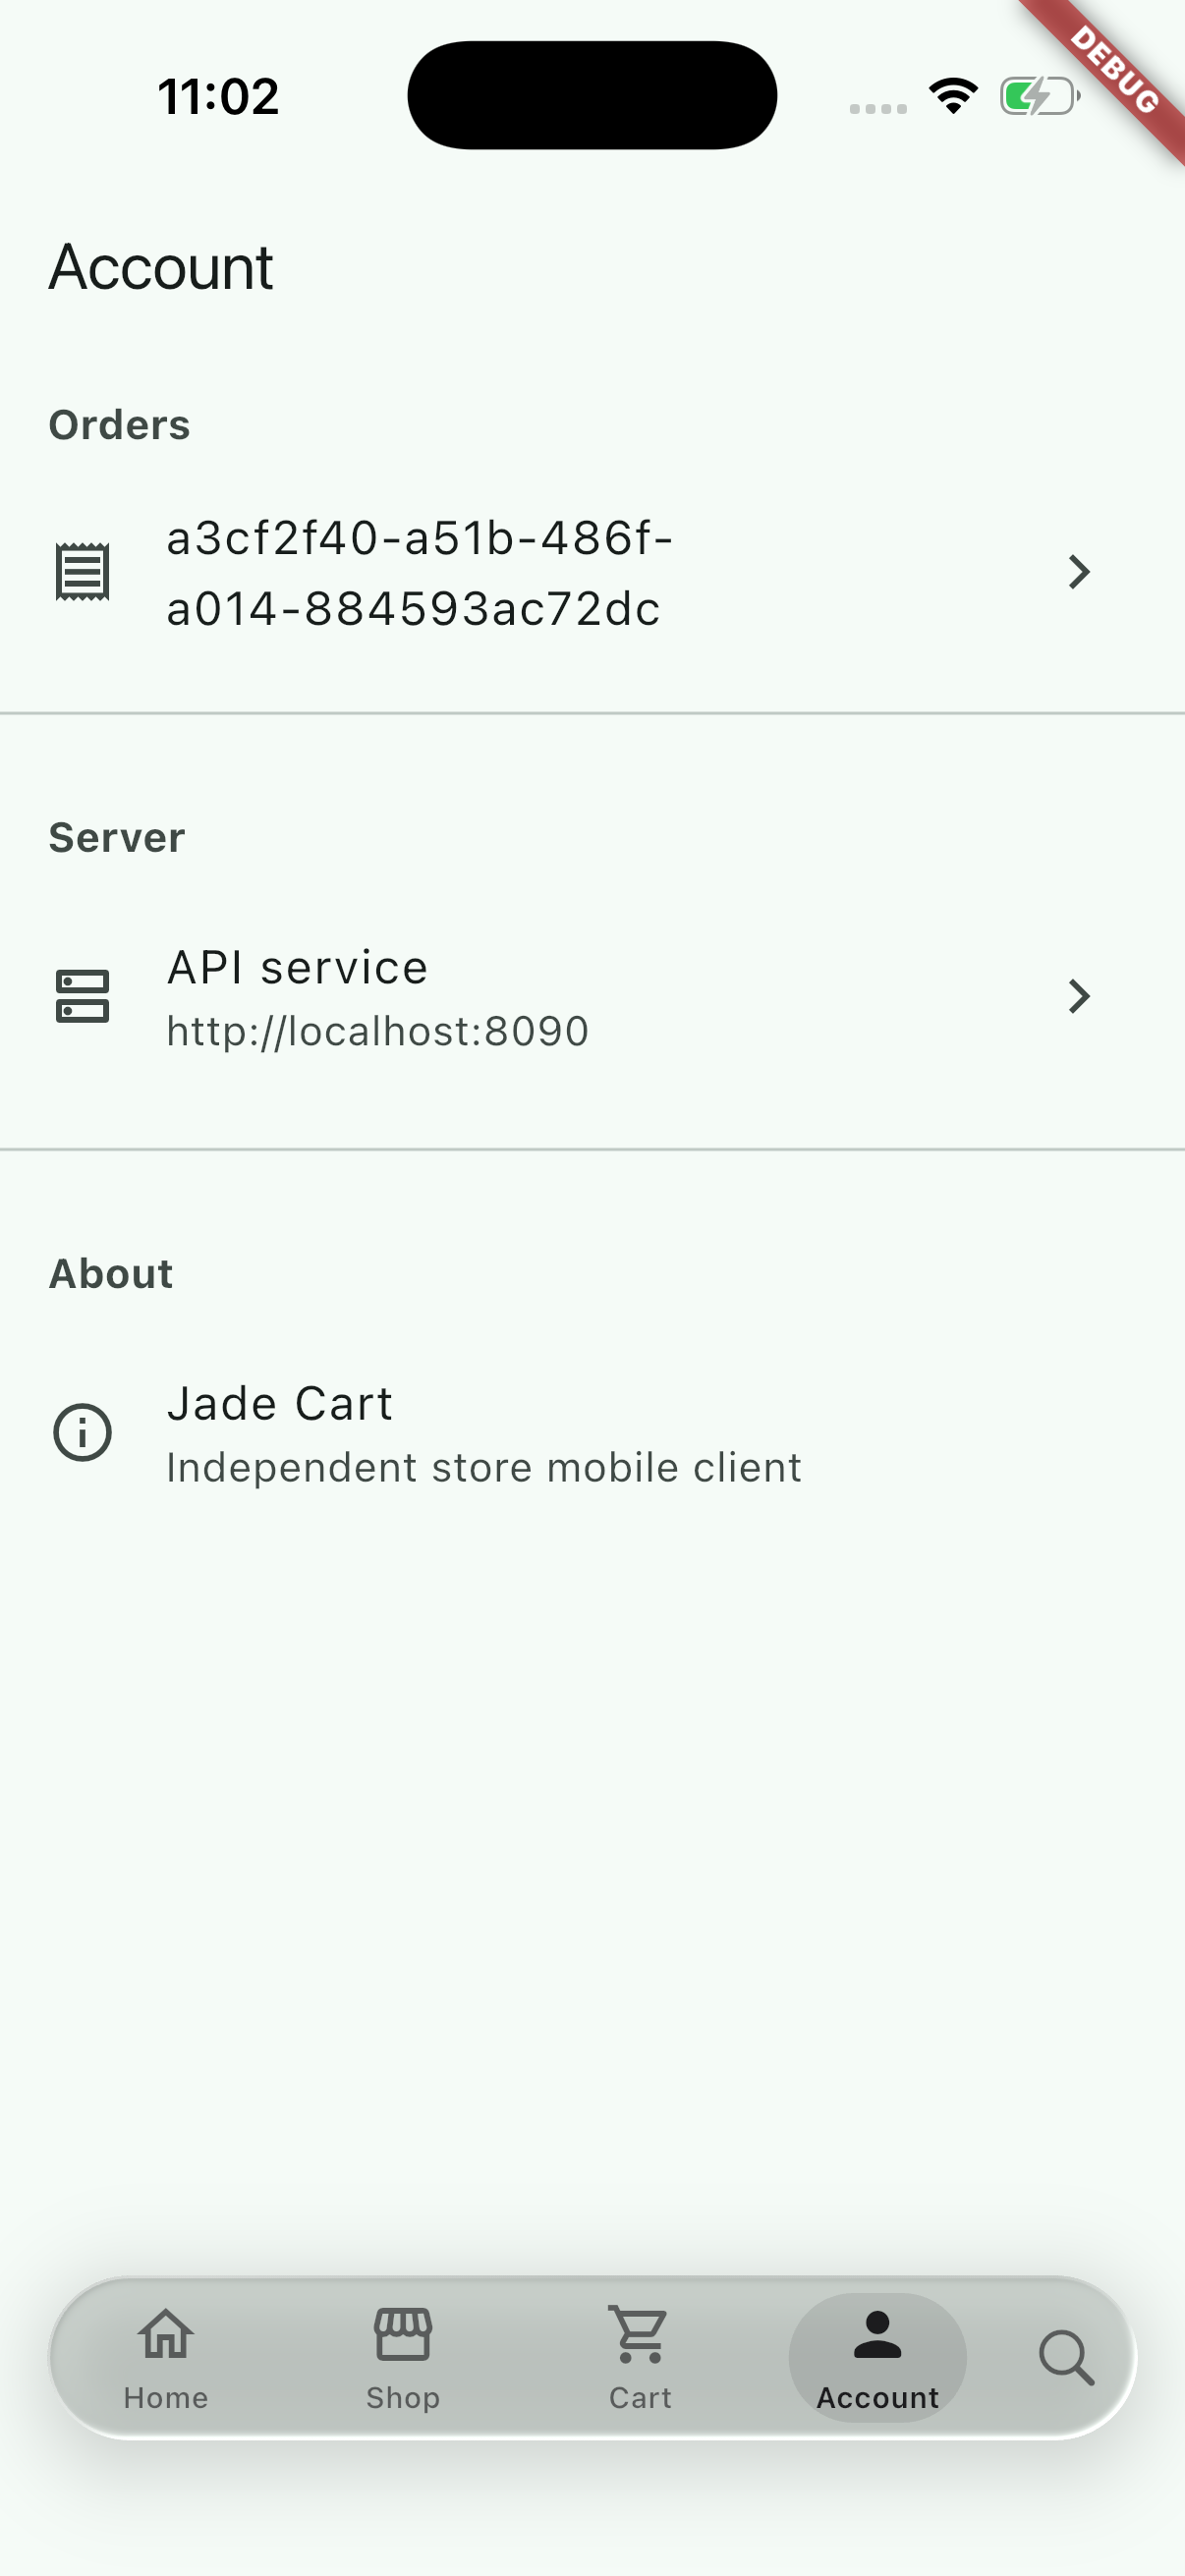 11:02
DEBUG
Account
Orders
a3cf2f40-a51b-486f-
a014-884593ac72dc
Server
API service
http://localhost:8090
About
Jade Cart
Independent store mobile client
Home
Shop
Cart
Account